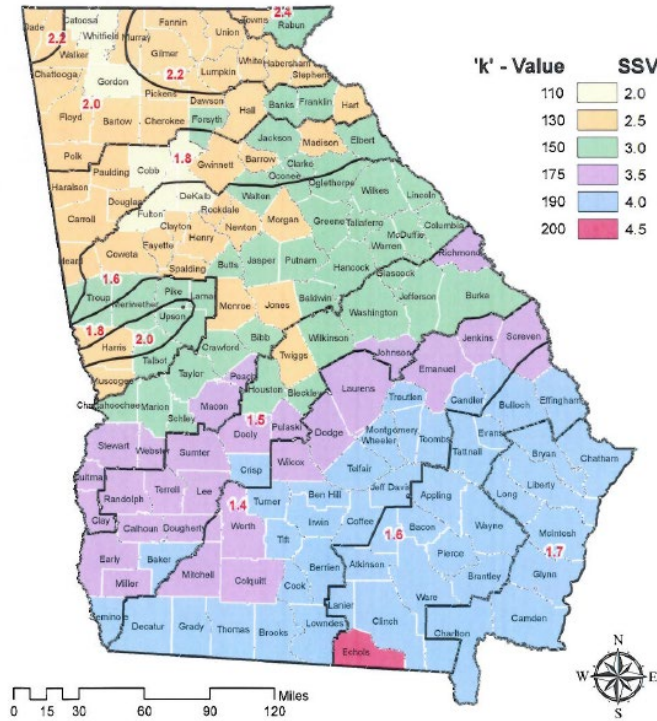 'k' - Value SSV
110 2.0
130 2.5
150 3.0
175 3.5
190 4.0
200 4.5
Dade
Catoosa
Whitfield
Murray
Fannin
Towns
2.4
Rabun
2.2
Walker
Gilmer
Union
Chattooga
Gordon
2.2
Lumpkin
White
Habersham
Stephens
2.0
Pickens
Dawson
Floyd
Bartow
Cherokee
Forsyth
Hall
Banks
Franklin
Hart
Polk
Jackson
Madison
Elbert
Haralson
Paulding
Cobb
1.8
Gwinnett
Barrow
Clarke
Oconee
Oglethorpe
Wilkes
Lincoln
Carroll
Douglas
Fulton
DeKalb
Rockdale
Walton
Clayton
Newton
Morgan
Greene
Taliaferro
Columbia
McDuffie
Warren
Heard
Coweta
Fayette
Henry
Spalding
Butts
Jasper
Putnam
Hancock
Glascock
Richmond
1.6
Troup
Meriwether
Pike
Lamar
Upson
Monroe
Jones
Baldwin
Washington
Jefferson
Burke
1.8
2.0
Harris
Talbot
Crawford
Bibb
Twiggs
Wilkinson
Johnson
Jenkins
Screven
Emanuel
Muscogee
Taylor
Peach
Houston
Bleckley
Laurens
Chattahoochee
Marion
Schley
Macon
1.5
Dooly
Pulaski
Dodge
Treutlen
Candler
Bulloch
Effingham
Montgomery
Wheeler
Toombs
Evans
Tattnall
Bryan
Chatham
Stewart
Webster
Sumter
Crisp
Wilcox
Telfair
Quitman
Randolph
Terrell
Lee
1.4
Turner
Ben Hill
Jeff Davis
Appling
Long
Liberty
Clay
Calhoun
Dougherty
Worth
Irwin
Coffee
1.6
Bacon
Wayne
McIntosh
1.7
Early
Baker
Tift
Pierce
Glynn
Miller
Mitchell
Colquitt
Berrien
Atkinson
Brantley
Cook
Ware
Seminole
Decatur
Grady
Thomas
Brooks
Lowndes
Lanier
Clinch
Charlton
Camden
Echols
N
W E
S
0 15 30 60 90 120 Miles